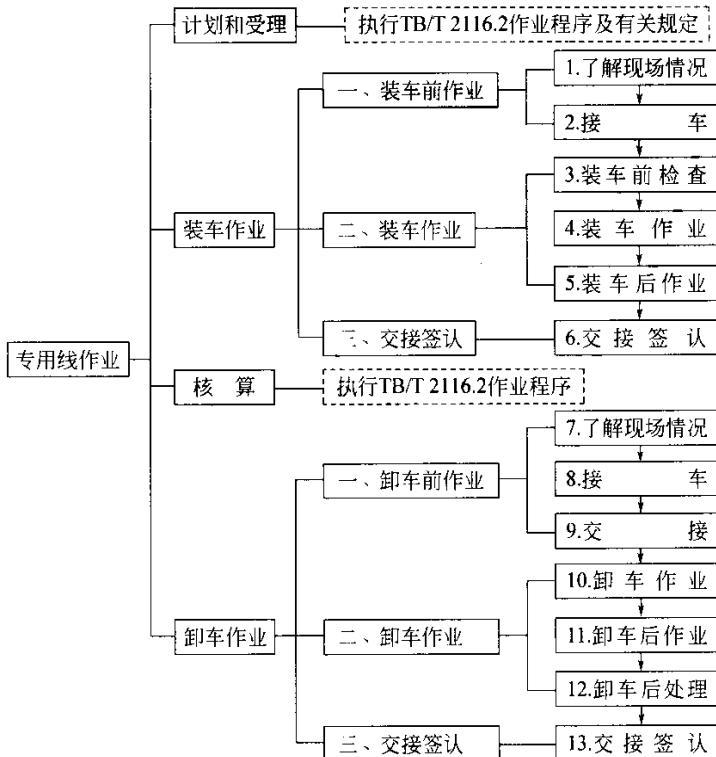 计划和受理
执行TB/T 2116.2作业程序及有关规定
一、装车前作业
1.了解现场情况
2.接 车
装车作业
二、装车作业
3.装车前检查
4.装车作业
5.装车后作业
三、交接签认
6.交接签认
专用线作业
核 算
执行TB/T 2116.2作业程序
一、卸车前作业
7.了解现场情况
8.接 车
9.交 接
卸车作业
二、卸车作业
10.卸车作业
11.卸车后作业
12.卸车后处理
三、交接签认
13.交接签认